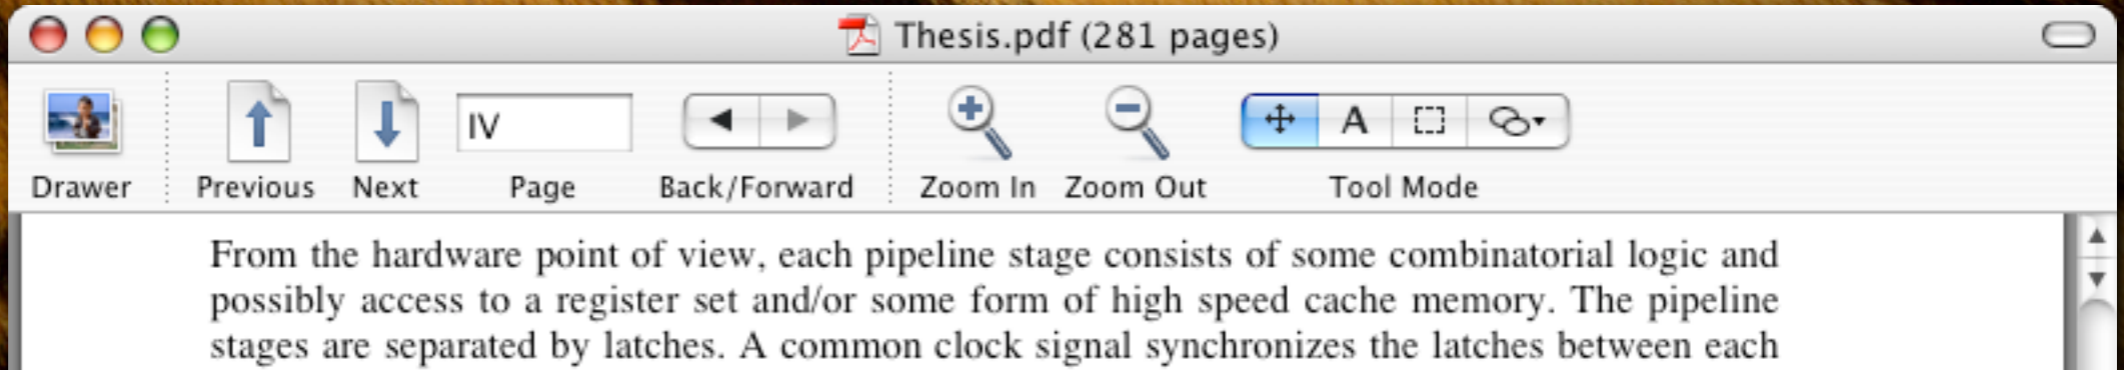 Thesis.pdf (281 pages)
IV
A
Drawer Previous Next Page Back/Forward Zoom In Zoom Out Tool Mode
From the hardware point of view, each pipeline stage consists of some combinatorial logic and
possibly access to a register set and/or some form of high speed cache memory. The pipeline
stages are separated by latches. A common clock signal synchronizes the latches between each